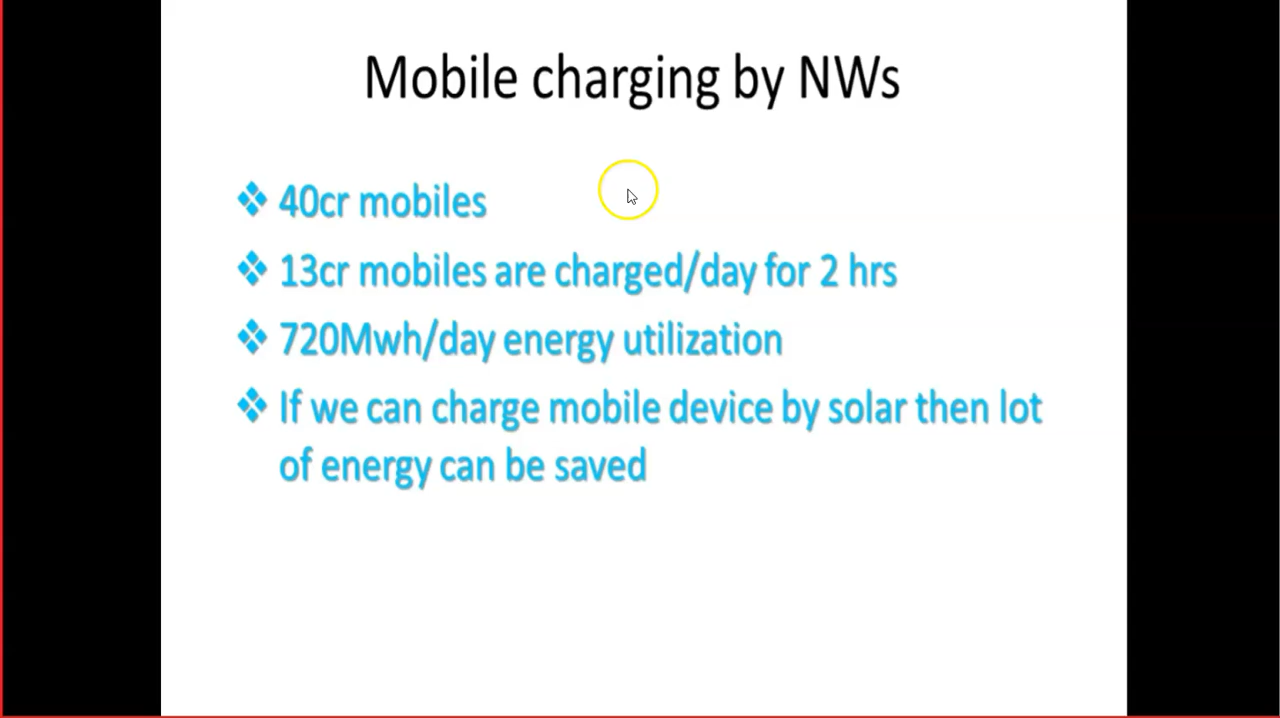 Mobile charging by NWs
❖ 40cr mobiles
❖ 13cr mobiles are charged/day for 2 hrs
❖ 720Mwh/day energy utilization
❖ If we can charge mobile device by solar then lot
of energy can be saved